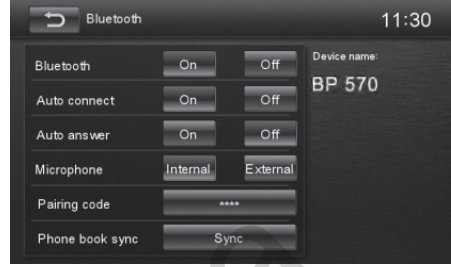 Bluetooth 11:30
Bluetooth On Off
Device name:
BP 570
Auto connect On Off
Auto answer On Off
Microphone Internal External
Pairing code ****
Phone book sync Sync